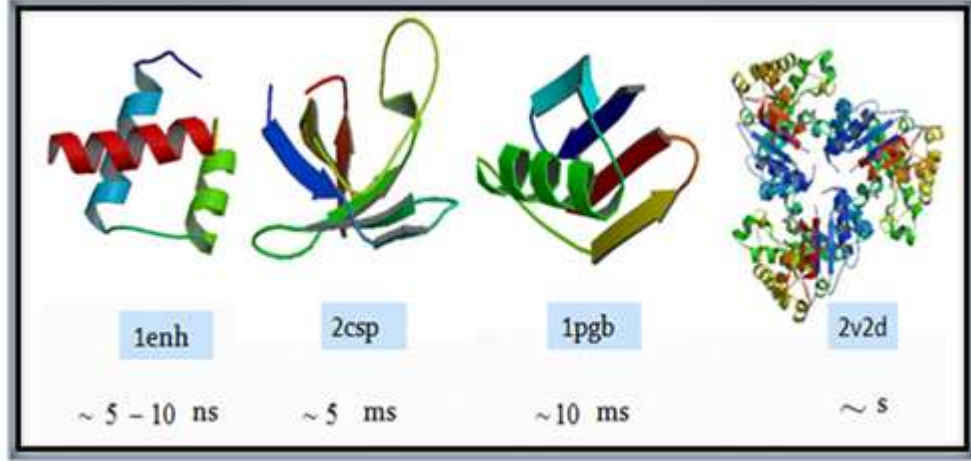 1enh 2csp 1pgb 2v2d
~ 5 – 10 ns ~ 5 ms ~10 ms ~ s